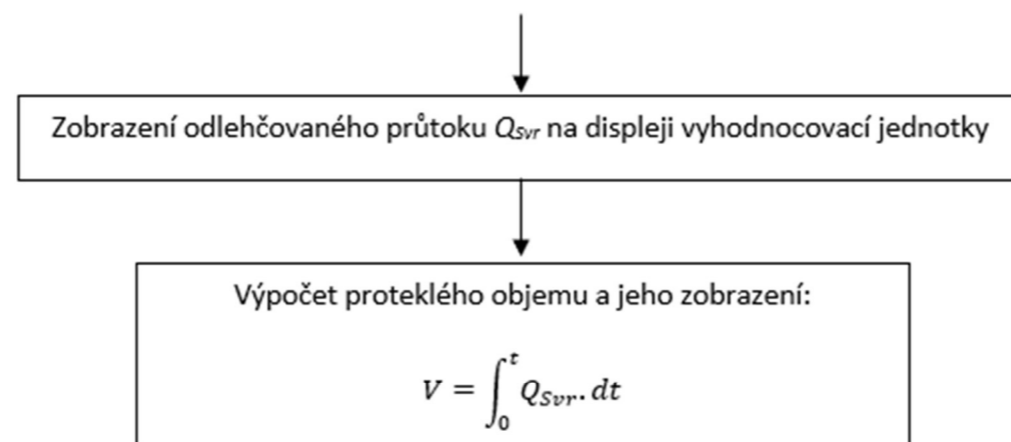 Zobrazení odlehčovaného průtoku Q_Svr na displeji vyhodnocovací jednotky
Výpočet proteklého objemu a jeho zobrazení:
V = ∫_0^t Q_Svr. dt